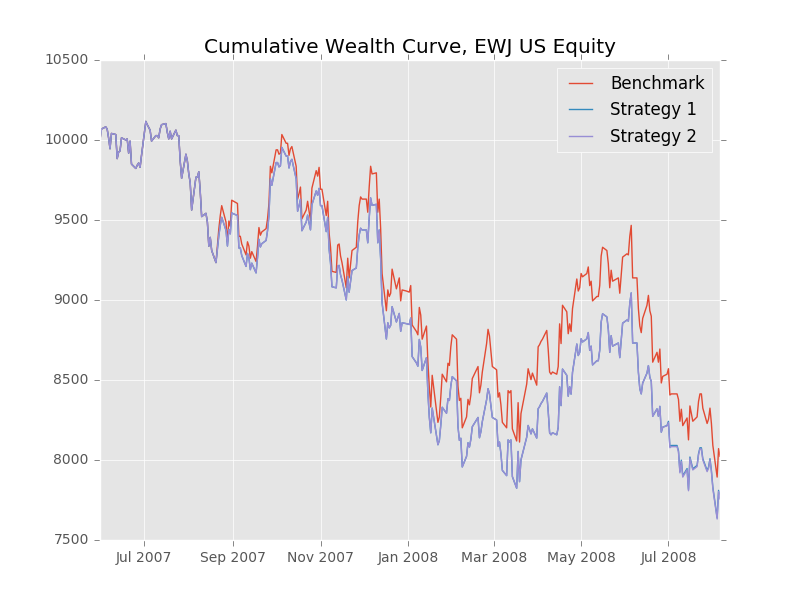 Cumulative Wealth Curve, EWJ US Equity
10500
10000
9500
9000
8500
8000
7500
Benchmark
Strategy 1
Strategy 2
Jul 2007
Sep 2007
Nov 2007
Jan 2008
Mar 2008
May 2008
Jul 2008